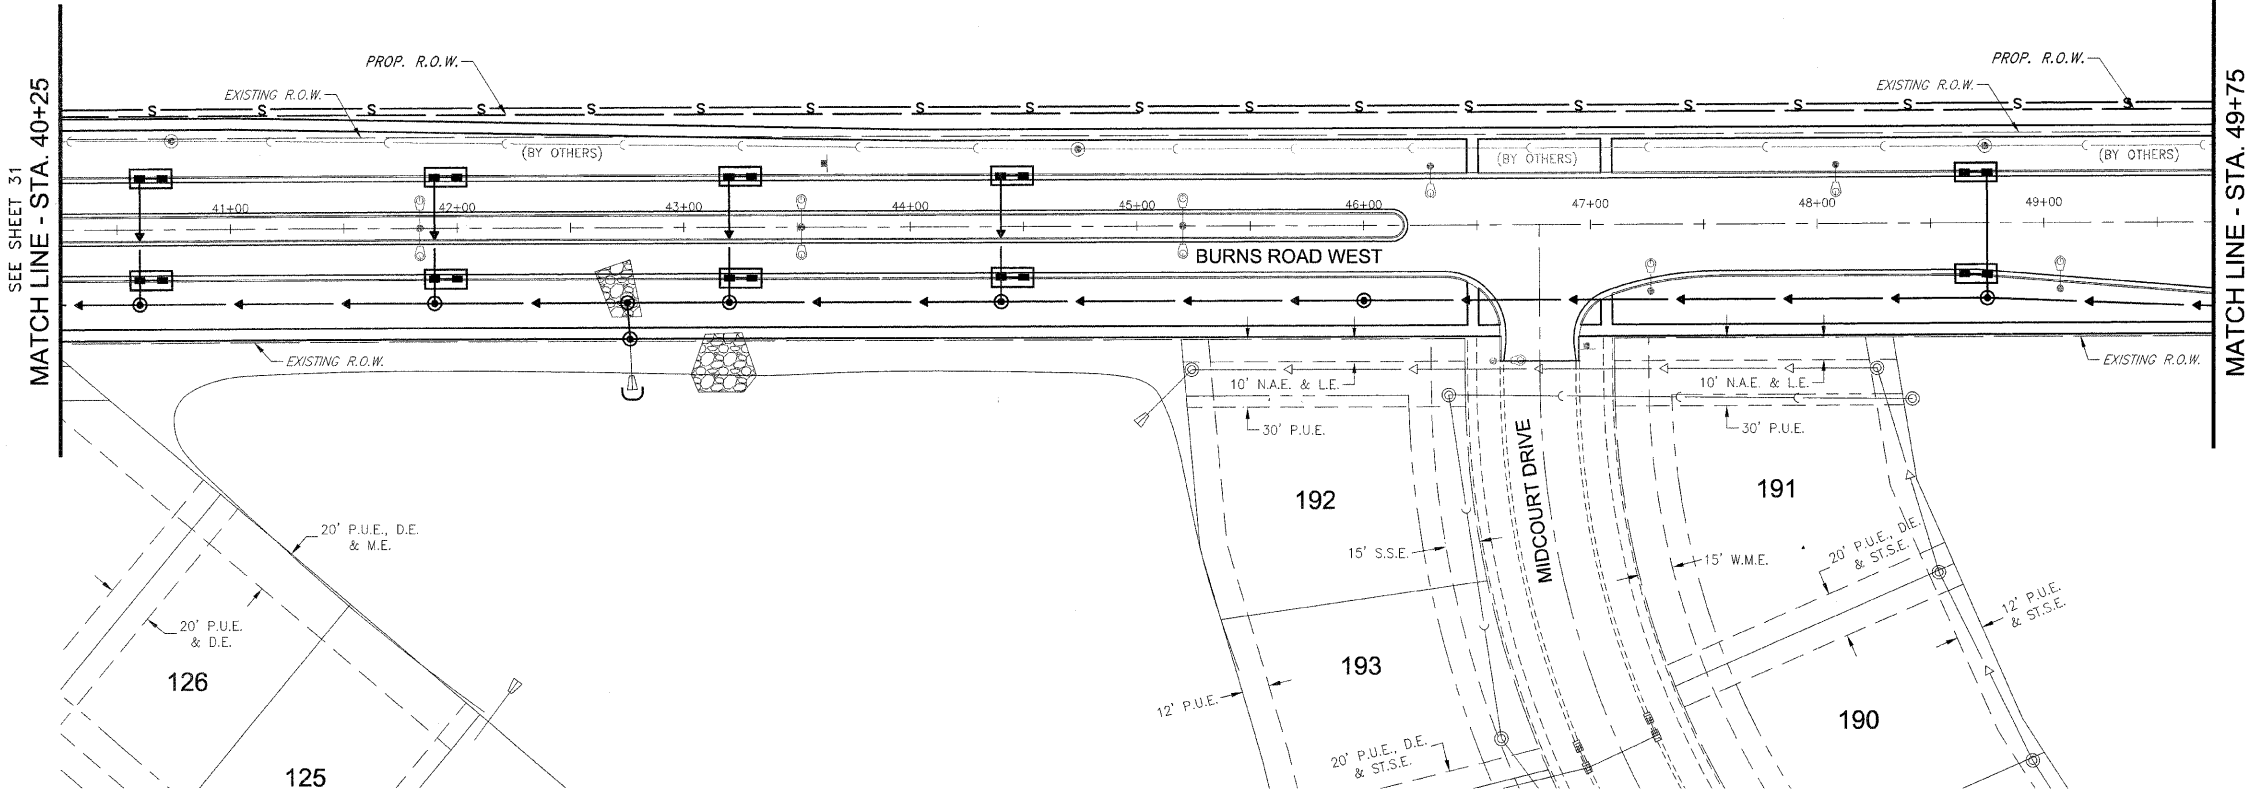 SEE SHEET 31
MATCH LINE - STA. 40+25
PROP. R.O.W.
EXISTING R.O.W.
PROP. R.O.W.
EXISTING R.O.W.
MATCH LINE - STA. 49+75
S S S S S S S S S S S S S S S S S S S
(BY OTHERS)
(BY OTHERS)
(BY OTHERS)
41+00
42+00
43+00
44+00
45+00
46+00
47+00
48+00
49+00
BURNS ROAD WEST
EXISTING R.O.W.
EXISTING R.O.W.
10' N.A.E. & L.E.
10' N.A.E. & L.E.
30' P.U.E.
30' P.U.E.
MIDCOURT DRIVE
192
191
20' P.U.E., D.E.
& M.E.
15' S.S.E.
15' W.M.E.
20' P.U.E., D.E.
& ST.S.E.
12' P.U.E.
& ST.S.E.
20' P.U.E.
& D.E.
126
193
12' P.U.E.
190
20' P.U.E., D.E.
& ST.S.E.
125